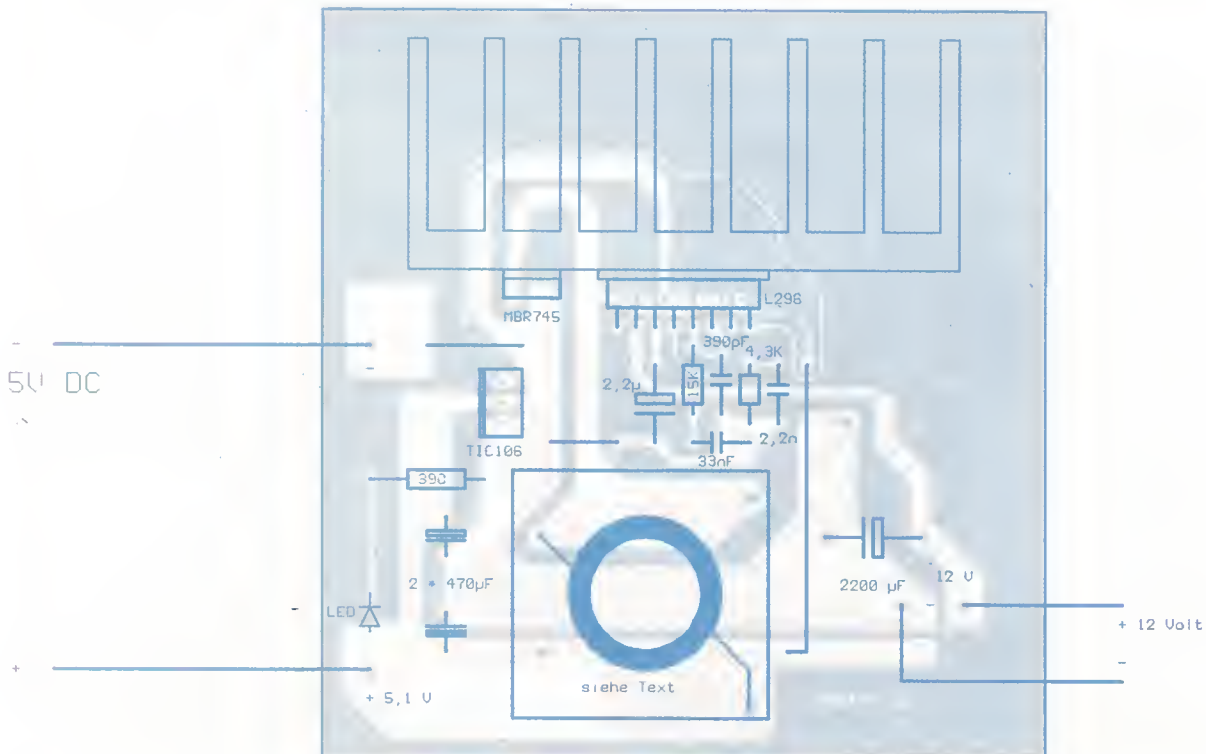 L296
MBR745
-
5V DC
390pF
4,3K
2,2µ
15K
TIC106
2,2n
33nF
390
12 V
2 * 470µF
2200 µF
LED
-
+ 12 Volt
-
+
siehe Text
+ 5,1 V